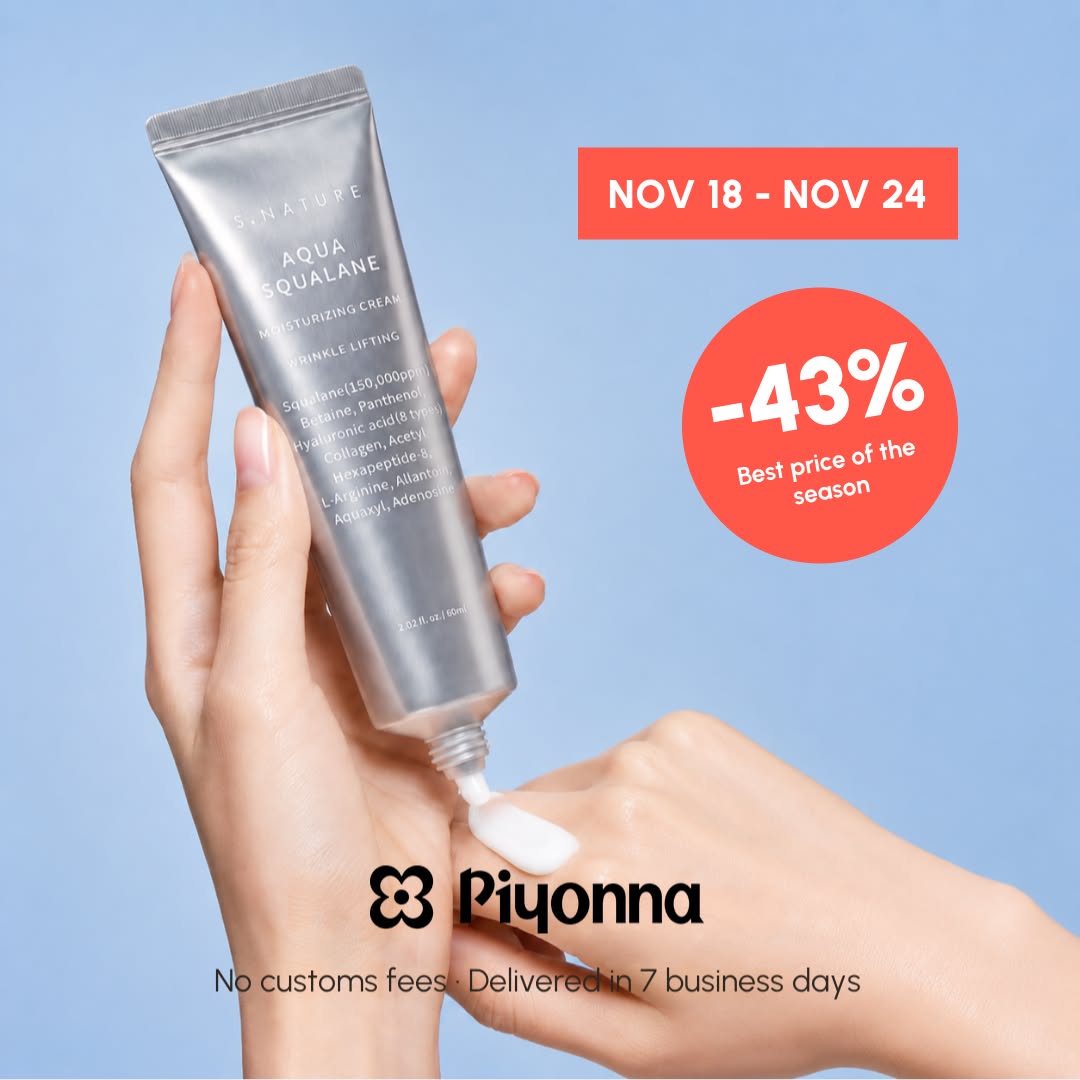 S.NATURE
AQUA
SQUALANE
MOISTURIZING CREAM
WRINKLE LIFTING
Squalane(150,000ppm)
Betaine, Panthenol,
Hyaluronic acid(8 types)
Collagen, Acetyl
Hexapeptide-8,
L-Arginine, Allantoin,
Aquaxyl, Adenosine
2.02 fl. oz. / 60ml
NOV 18 - NOV 24
-43%
Best price of the
season
Piyonna
No customs fees · Delivered in 7 business days